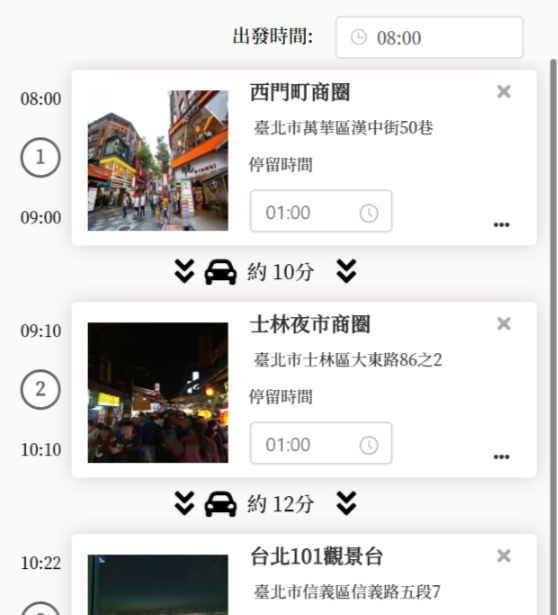 出發時間: 08:00
08:00
1
09:00
西門町商圈
臺北市萬華區漢中街50巷
停留時間
01:00
約 10分
09:10
2
10:10
士林夜市商圈
臺北市士林區大東路86之2
停留時間
01:00
約 12分
10:22
台北101觀景台
臺北市信義區信義路五段7